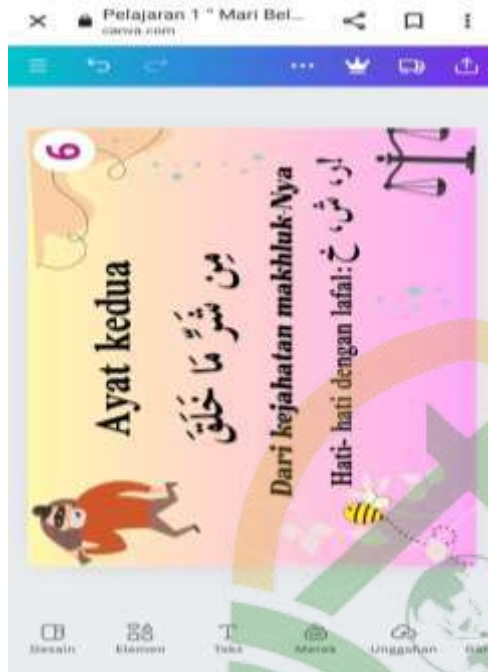 Pelajaran 1 " Mari Bel...
canva.com
6
Ayat kedua
مِن شَرِّ مَا خَلَقَ
Dari kejahatan makhluk-Nya
Hati- hati dengan lafal: ر، ش، خ
Desain
Elemen
Teks
Merek
Unggahan